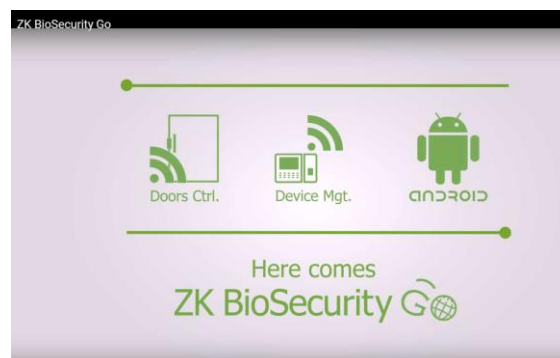 ZK BioSecurity Go
Doors Ctrl.
Device Mgt.
ANDROID
Here comes
ZK BioSecurity Go